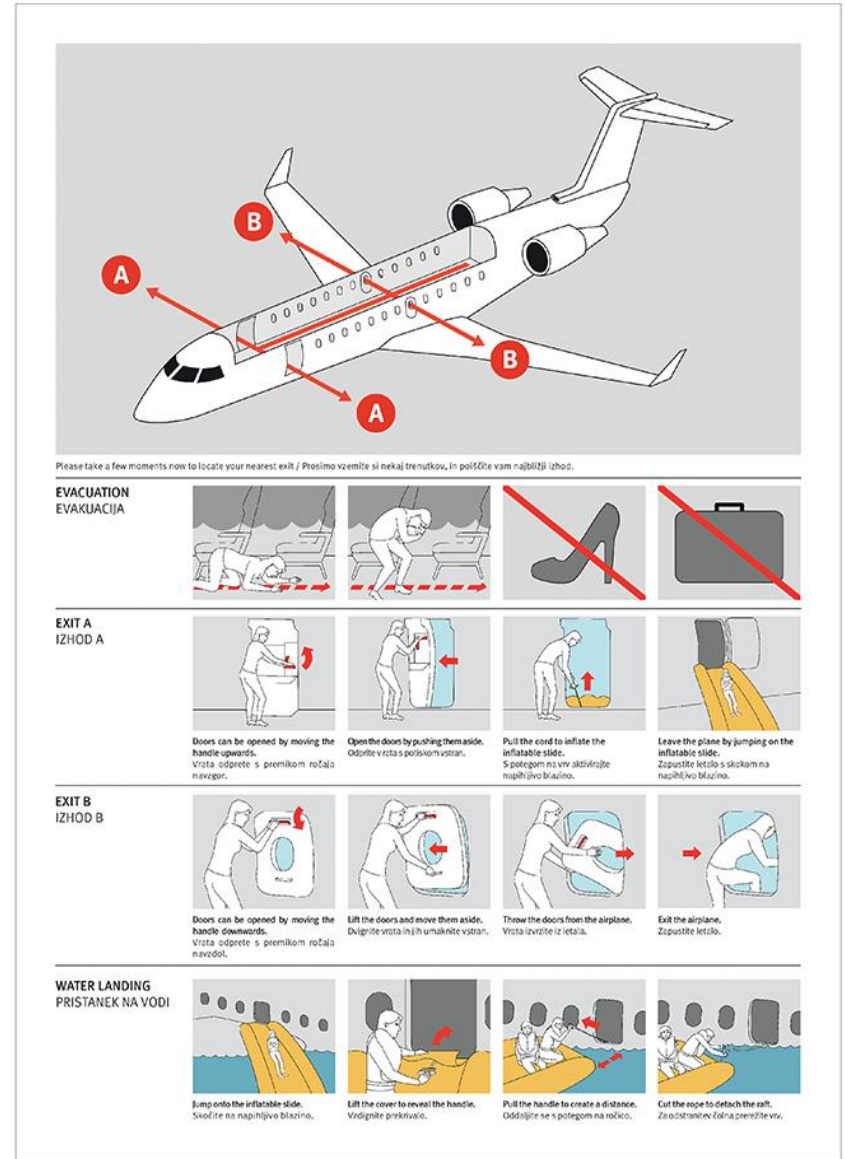 B
A
B
A
Please take a few moments now to locate your nearest exit / Prosimo vzemite si nekaj trenutkov, in poiščite vam najbližji izhod.
EVACUATION
EVAKUACIJA
EXIT A
IZHOD A
Doors can be opened by moving the
handle upwards.
Vrata odprete s premikom ročaja
navzgor.
Open the doors by pushing them aside.
Odprite vrata s potiskom vstran.
Pull the cord to inflate the
inflatable slide.
S potegom na vrv aktivirajte
napihljivo blazino.
Leave the plane by jumping on the
inflatable slide.
Zapustite letalo s skokom na
napihljivo blazino.
EXIT B
IZHOD B
Doors can be opened by moving the
handle downwards.
Vrata odprete s premikom ročaja
navzdol.
Lift the doors and move them aside.
Dvignite vrata in jih umaknite vstran.
Throw the doors from the airplane.
Vrata izvrzite iz letala.
Exit the airplane.
Zapustite letalo.
WATER LANDING
PRISTANEK NA VODI
Jump onto the inflatable slide.
Skočite na napihljivo blazino.
Lift the cover to reveal the handle.
Vzdignite prekrivalo.
Pull the handle to create a distance.
Oddaljite se s potegom na ročico.
Cut the rope to detach the raft.
Za odstranitev čolna prerežite vrv.